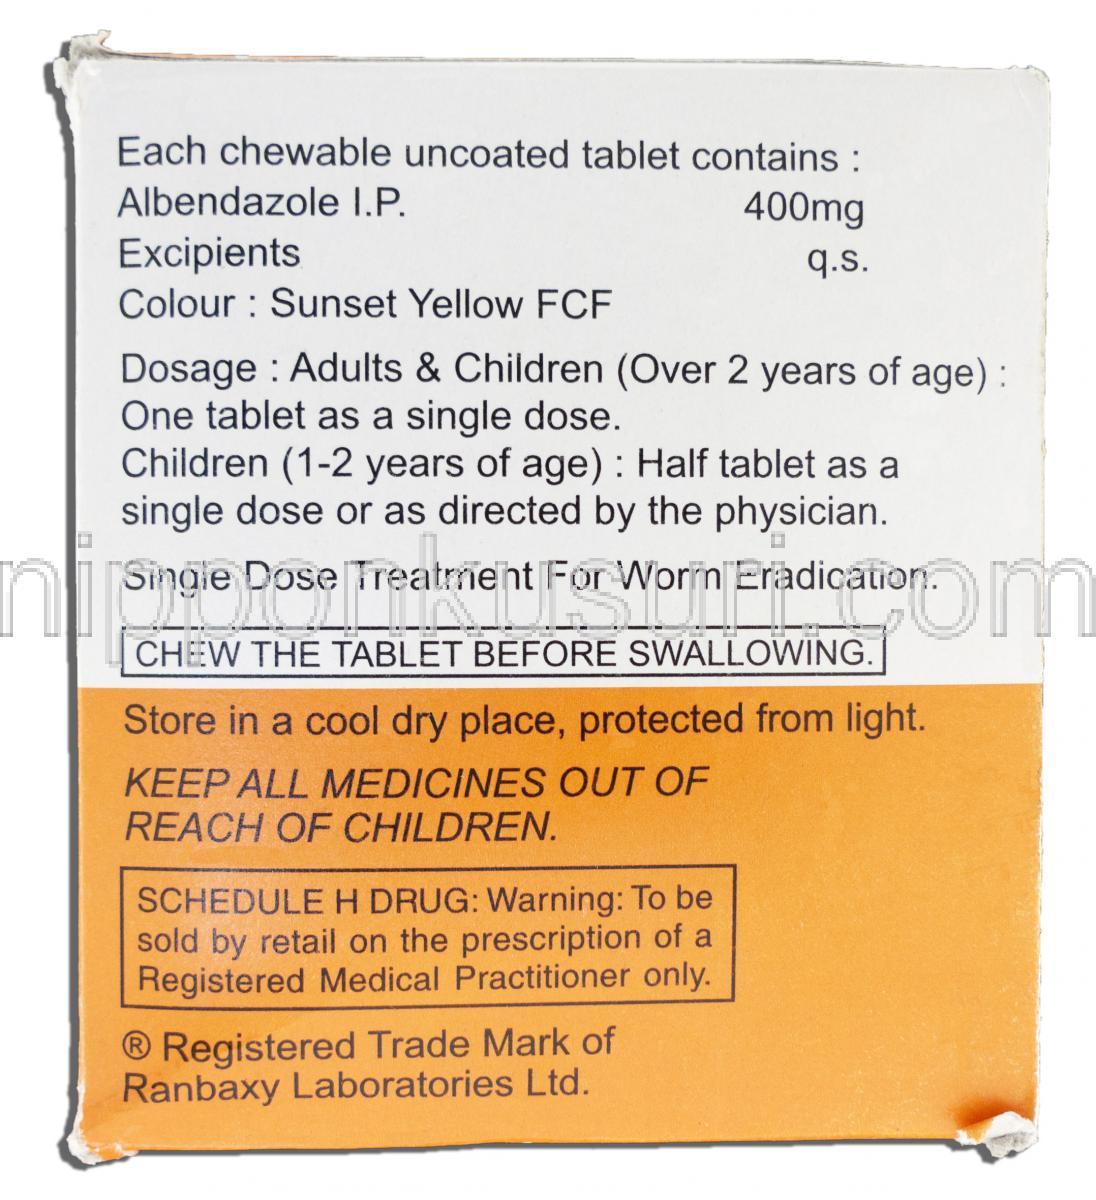 Each chewable uncoated tablet contains :
Albendazole I.P. 400mg
Excipients q.s.
Colour : Sunset Yellow FCF
Dosage : Adults & Children (Over 2 years of age) :
One tablet as a single dose.
Children (1-2 years of age) : Half tablet as a
single dose or as directed by the physician.
Single Dose Treatment For Worm Eradication.
nipponkusuri.com
CHEW THE TABLET BEFORE SWALLOWING.
Store in a cool dry place, protected from light.
KEEP ALL MEDICINES OUT OF
REACH OF CHILDREN.
SCHEDULE H DRUG: Warning: To be
sold by retail on the prescription of a
Registered Medical Practitioner only.
® Registered Trade Mark of
Ranbaxy Laboratories Ltd.